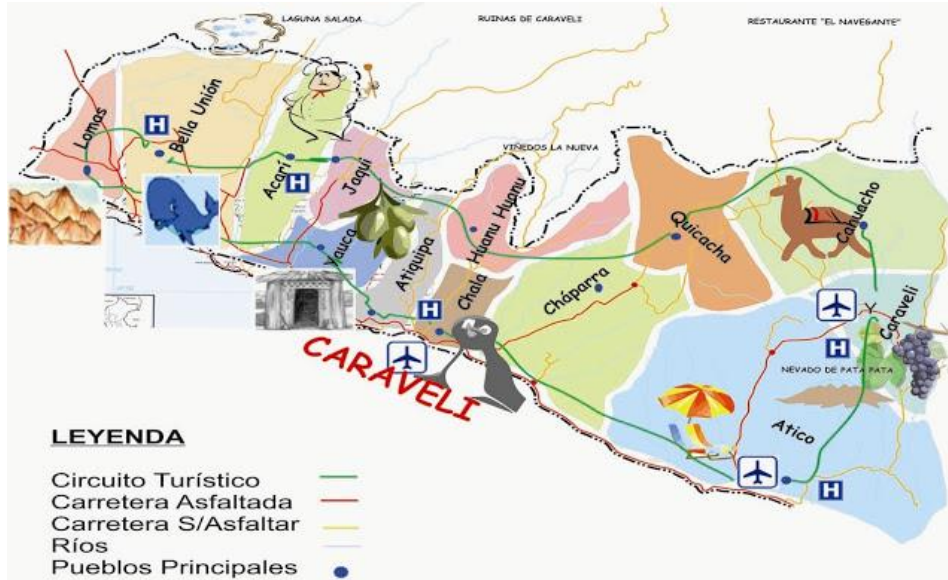 LAGUNA SALADA
RUINAS DE CARAVELI
RESTAURANTE "EL NAVEGANTE"
Lomas
H
Bella Unión
Acarí
H
Jaqui
VIÑEDOS LA NUEVA
Yauca
Atiquipa
Huanu Huanu
Chala
H
Cháparra
Quicacha
Cahuacho
Caraveli
H
NEVADO DE PATA PATA
Atico
H
CARAVELI
LEYENDA
Circuito Turístico
Carretera Asfaltada
Carretera S/Asfaltar
Ríos
Pueblos Principales